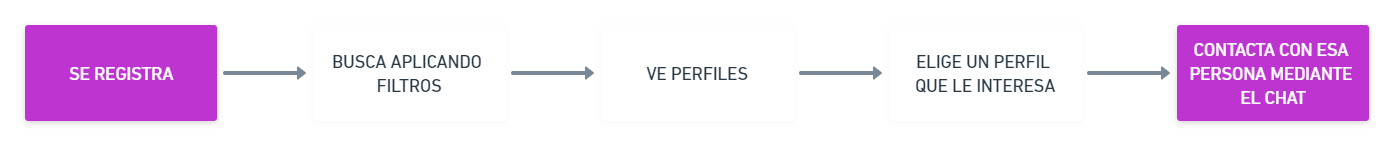 SE REGISTRA
BUSCA APLICANDO
FILTROS
VE PERFILES
ELIGE UN PERFIL
QUE LE INTERESA
CONTACTA CON ESA
PERSONA MEDIANTE
EL CHAT